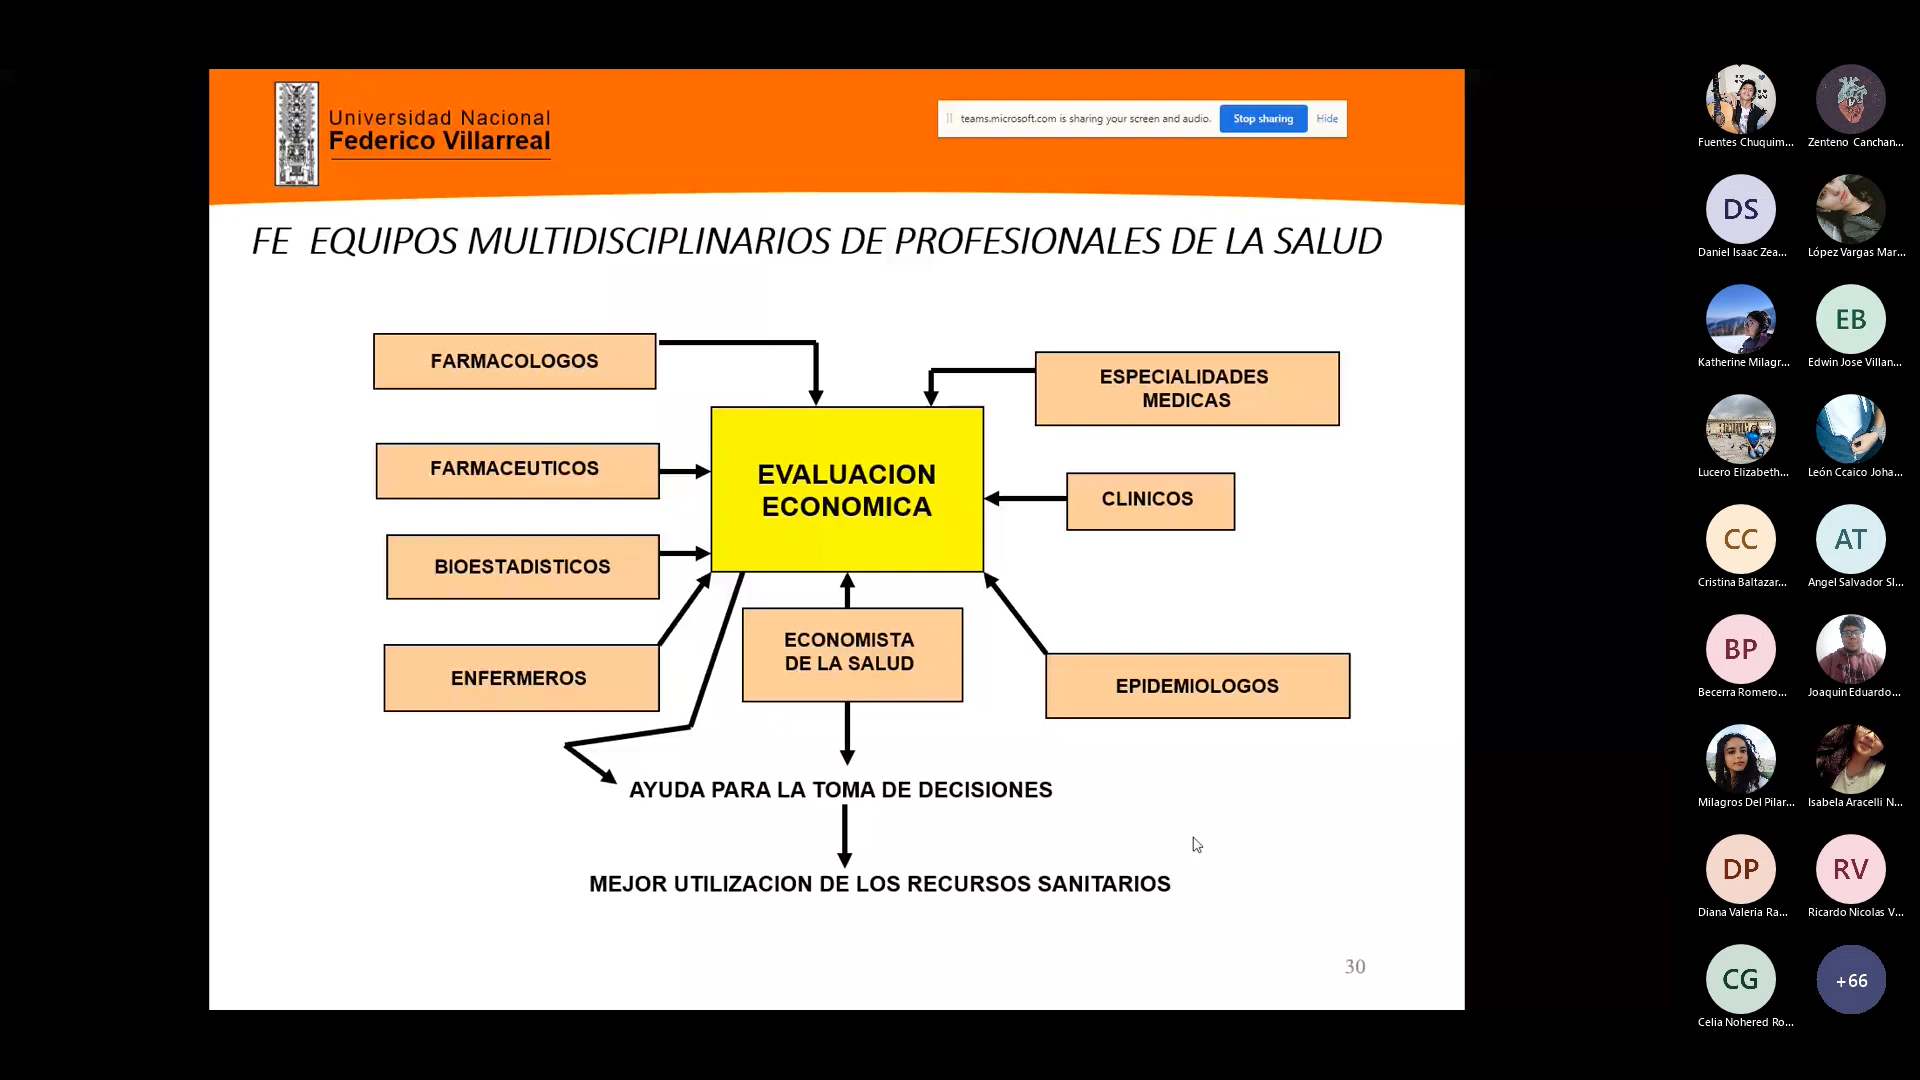 Universidad Nacional
Federico Villarreal
teams.microsoft.com is sharing your screen and audio.
Stop sharing
Hide
FE EQUIPOS MULTIDISCIPLINARIOS DE PROFESIONALES DE LA SALUD
FARMACOLOGOS
ESPECIALIDADES
MEDICAS
FARMACEUTICOS
EVALUACION
ECONOMICA
CLINICOS
BIOESTADISTICOS
ENFERMEROS
ECONOMISTA
DE LA SALUD
EPIDEMIOLOGOS
AYUDA PARA LA TOMA DE DECISIONES
MEJOR UTILIZACION DE LOS RECURSOS SANITARIOS
30
Fuentes Chuquim...
Zenteno Canchan...
DS
Daniel Isaac Zea...
López Vargas Mar...
Katherine Milagr...
EB
Edwin Jose Villan...
Lucero Elizabeth...
León Ccaico Joha...
CC
Cristina Baltazar...
AT
Angel Salvador Sl...
BP
Becerra Romero...
Joaquin Eduardo...
Milagros Del Pilar...
Isabela Aracelli N...
DP
Diana Valeria Ra...
RV
Ricardo Nicolas V...
CG
Celia Nohered Ro...
+66